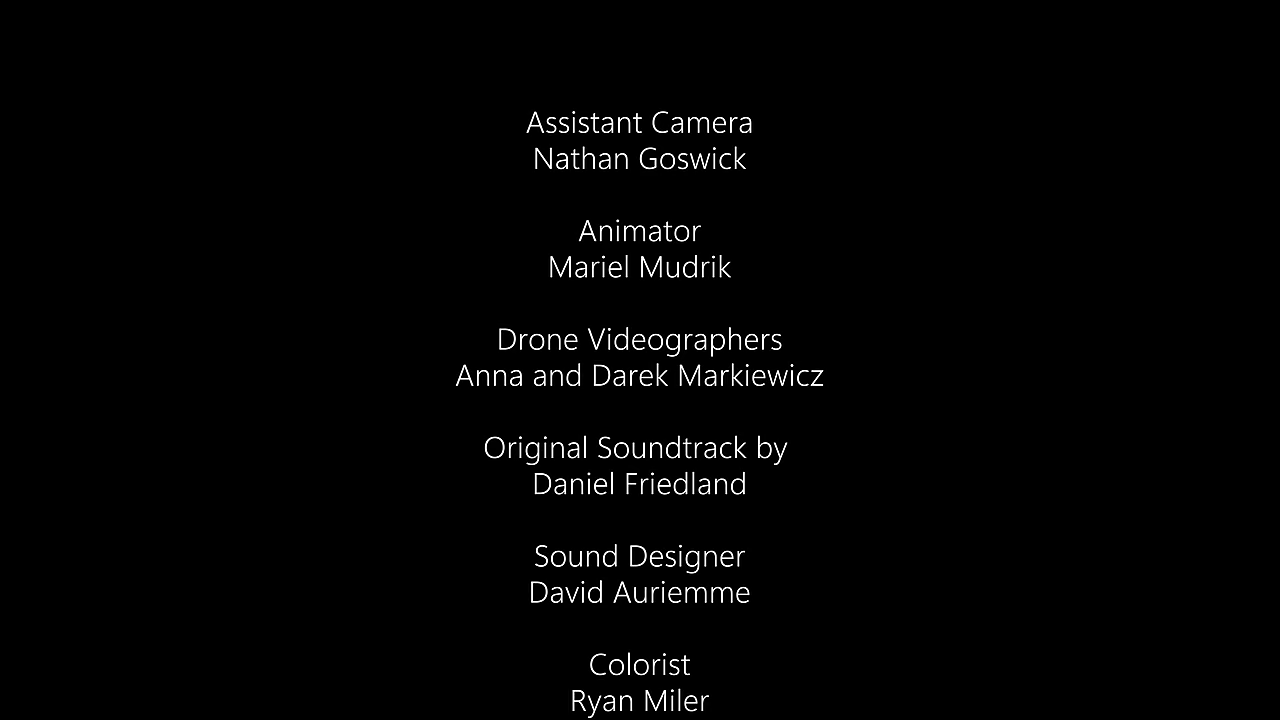 Assistant Camera
Nathan Goswick
Animator
Mariel Mudrik
Drone Videographers
Anna and Darek Markiewicz
Original Soundtrack by
Daniel Friedland
Sound Designer
David Auriemme
Colorist
Ryan Miler